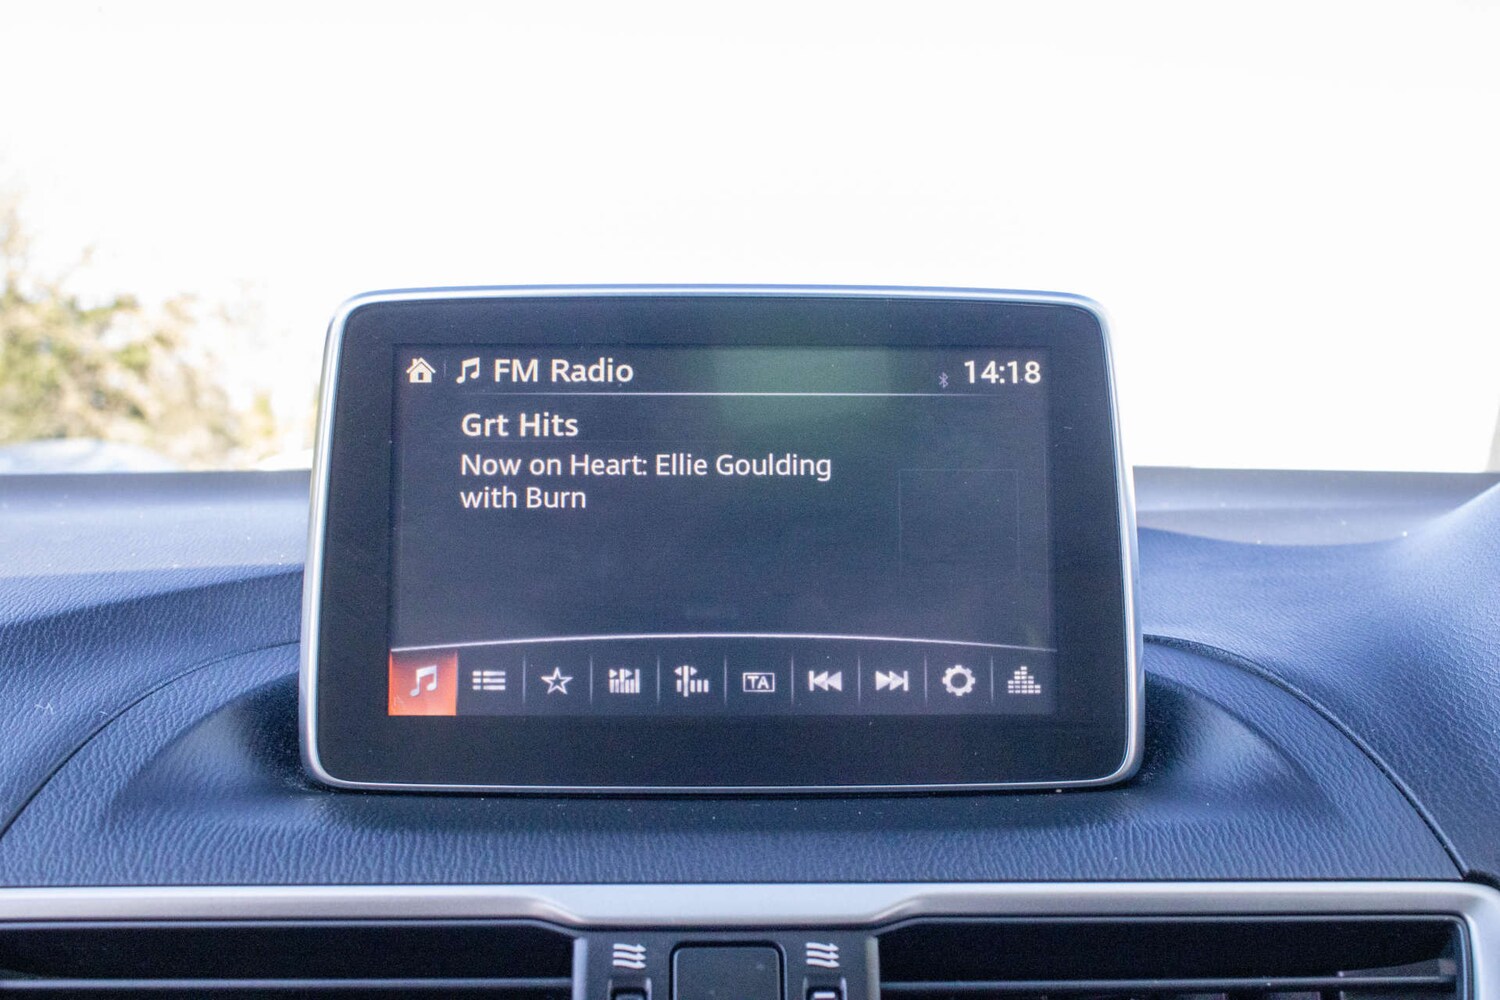 FM Radio 14:18
Grt Hits
Now on Heart: Ellie Goulding
with Burn
TA